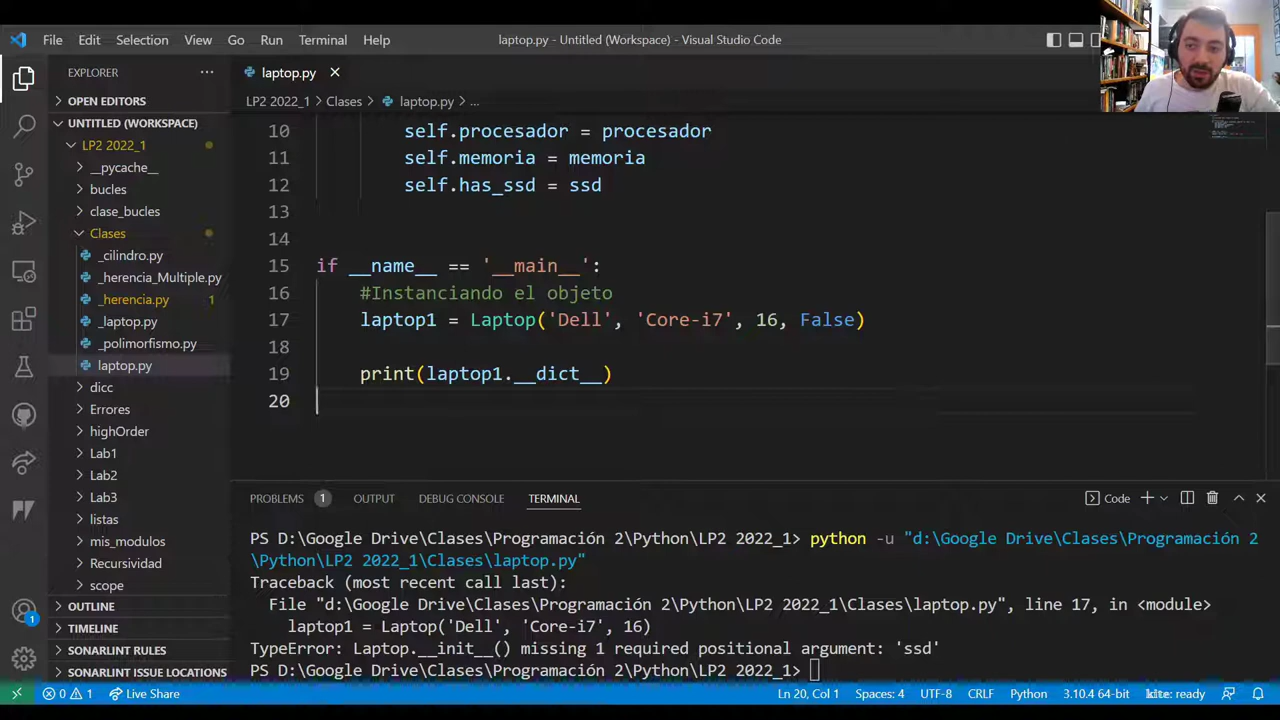 File Edit Selection View Go Run Terminal Help laptop.py - Untitled (Workspace) - Visual Studio Code
EXPLORER
OPEN EDITORS
UNTITLED (WORKSPACE)
LP2 2022_1
__pycache__
bucles
clase_bucles
Clases
_cilindro.py
_herencia_Multiple.py
_herencia.py 1
_laptop.py
_polimorfismo.py
laptop.py
dicc
Errores
highOrder
Lab1
Lab2
Lab3
listas
mis_modulos
Recursividad
scope
OUTLINE
TIMELINE
SONARLINT RULES
SONARLINT ISSUE LOCATIONS
laptop.py
LP2 2022_1 > Clases > laptop.py > ...
10 self.procesador = procesador
11 self.memoria = memoria
12 self.has_ssd = ssd
13
14
15 if __name__ == '__main__':
16 #Instanciando el objeto
17 laptop1 = Laptop('Dell', 'Core-i7', 16, False)
18
19 print(laptop1.__dict__)
20
PROBLEMS 1 OUTPUT DEBUG CONSOLE TERMINAL Code
PS D:\Google Drive\Clases\Programación 2\Python\LP2 2022_1> python -u "d:\Google Drive\Clases\Programación 2
\Python\LP2 2022_1\Clases\laptop.py"
Traceback (most recent call last):
File "d:\Google Drive\Clases\Programación 2\Python\LP2 2022_1\Clases\laptop.py", line 17, in <module>
laptop1 = Laptop('Dell', 'Core-i7', 16)
TypeError: Laptop.__init__() missing 1 required positional argument: 'ssd'
PS D:\Google Drive\Clases\Programación 2\Python\LP2 2022_1>
1
0 1 Live Share Ln 20, Col 1 Spaces: 4 UTF-8 CRLF Python 3.10.4 64-bit kite: ready